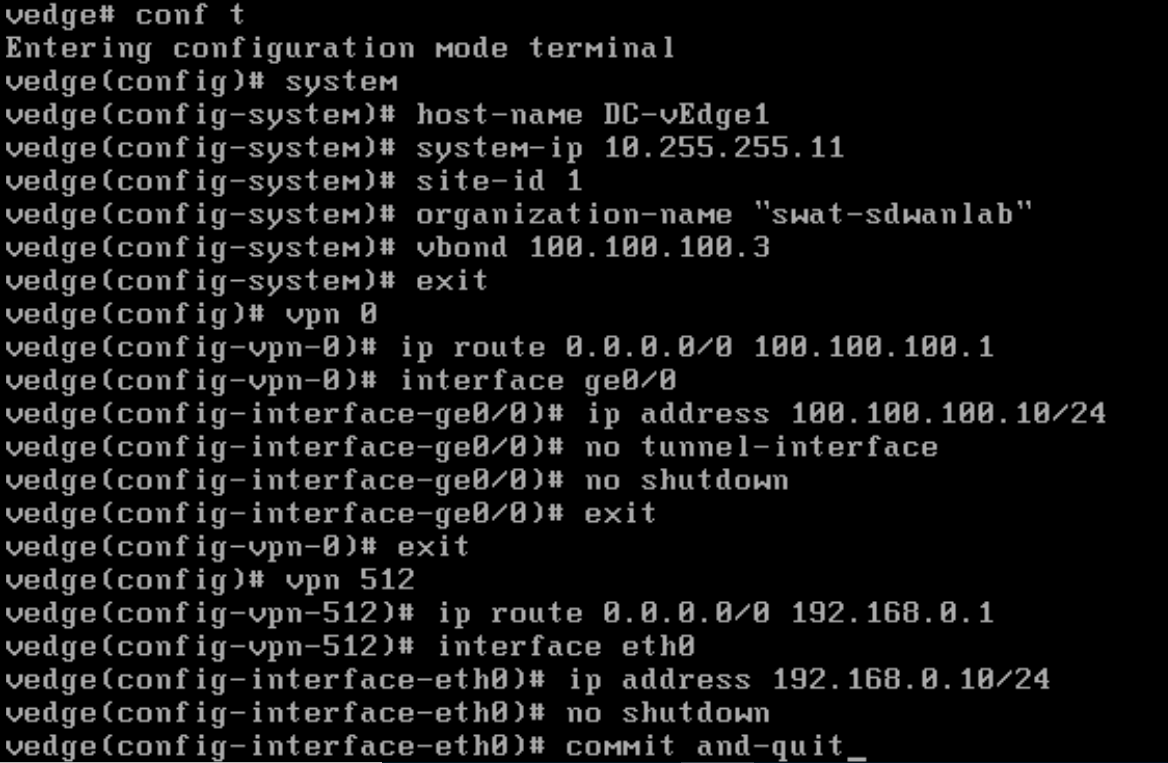 vedge# conf t
Entering configuration mode terminal
vedge(config)# system
vedge(config-system)# host-name DC-vEdge1
vedge(config-system)# system-ip 10.255.255.11
vedge(config-system)# site-id 1
vedge(config-system)# organization-name "swat-sdwanlab"
vedge(config-system)# vbond 100.100.100.3
vedge(config-system)# exit
vedge(config)# vpn 0
vedge(config-vpn-0)# ip route 0.0.0.0/0 100.100.100.1
vedge(config-vpn-0)# interface ge0/0
vedge(config-interface-ge0/0)# ip address 100.100.100.10/24
vedge(config-interface-ge0/0)# no tunnel-interface
vedge(config-interface-ge0/0)# no shutdown
vedge(config-interface-ge0/0)# exit
vedge(config-vpn-0)# exit
vedge(config)# vpn 512
vedge(config-vpn-512)# ip route 0.0.0.0/0 192.168.0.1
vedge(config-vpn-512)# interface eth0
vedge(config-interface-eth0)# ip address 192.168.0.10/24
vedge(config-interface-eth0)# no shutdown
vedge(config-interface-eth0)# commit and-quit_